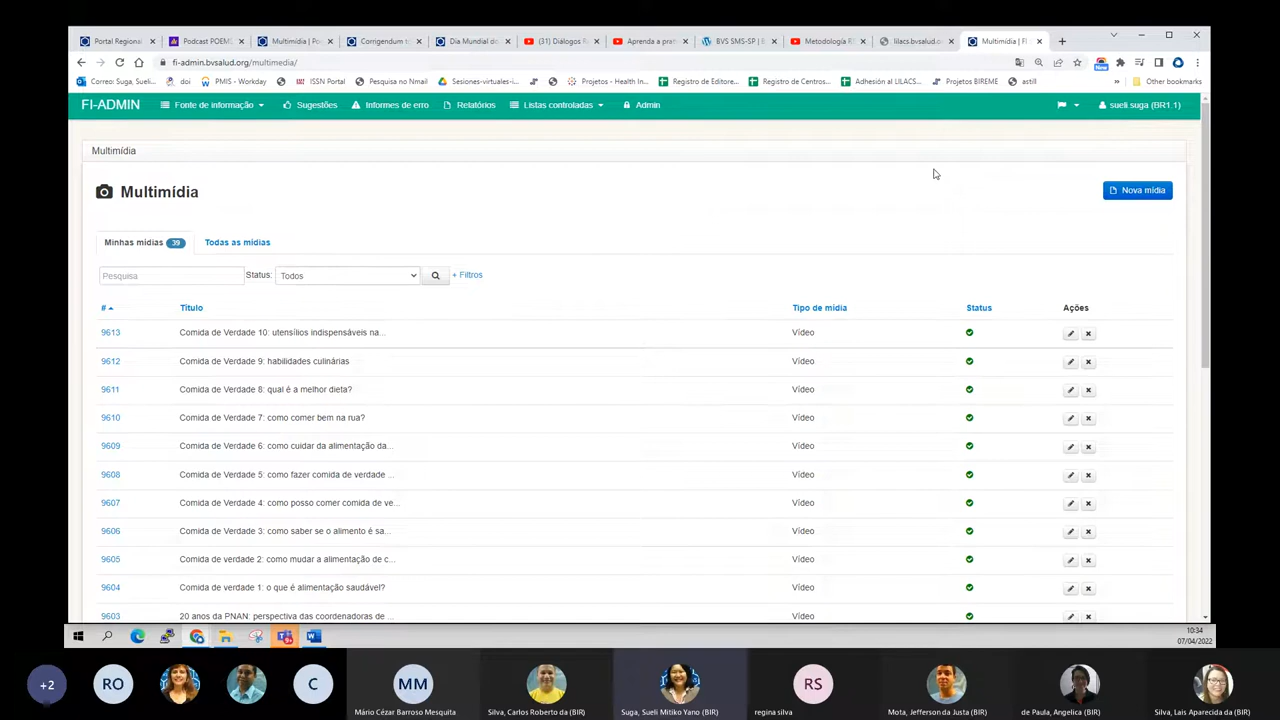 Portal Regiona
Podcast POEMS
Multimídia | Po
Corrigendum t
Dia Mundial do
(31) Diálogos F
Aprenda a prat
BVS SMS-SP | B
Metodologia R
lilacs.bvsalud.o
Multimídia | FI
fi-admin.bvsalud.org/multimedia/
New
Correo: Suga, Sueli...
doi
PMIS - Workday
ISSN Portal
Pesquisa no Nmail
Sesiones-virtuales...
Projetos - Health In...
Registro de Editore...
Registro de Centros...
Adhesión al LILACS...
Projetos BIREME
astill
»
Other bookmarks
FI-ADMIN
Fonte de informação
Sugestões
Informes de erro
Relatórios
Listas controladas
Admin
sueli.suga (BR1.1)
Multimídia
Multimídia
Nova mídia
Minhas mídias 39
Todas as mídias
Pesquisa
Status:
Todos
+ Filtros
# Título Tipo de mídia Status Ações
9613 Comida de Verdade 10: utensílios indispensáveis na... Vídeo
9612 Comida de Verdade 9: habilidades culinárias Vídeo
9611 Comida de Verdade 8: qual é a melhor dieta? Vídeo
9610 Comida de Verdade 7: como comer bem na rua? Vídeo
9609 Comida de Verdade 6: como cuidar da alimentação da... Vídeo
9608 Comida de Verdade 5: como fazer comida de verdade ... Vídeo
9607 Comida de Verdade 4: como posso comer comida de ve... Vídeo
9606 Comida de Verdade 3: como saber se o alimento é sa... Vídeo
9605 Comida de verdade 2: como mudar a alimentação de c... Vídeo
9604 Comida de verdade 1: o que é alimentação saudável? Vídeo
9603 20 anos da PNAN: perspectiva das coordenadoras de ... Vídeo
10:34
07/04/2022
+2
RO
C
MM
RS
Mário Cézar Barroso Mesquita
Silva, Carlos Roberto da (BIR)
Suga, Sueli Mitiko Yano (BIR)
regina silva
Mota, Jefferson da Justa (BIR)
de Paula, Angelica (BIR)
Silva, Lais Aparecida da (BIR)